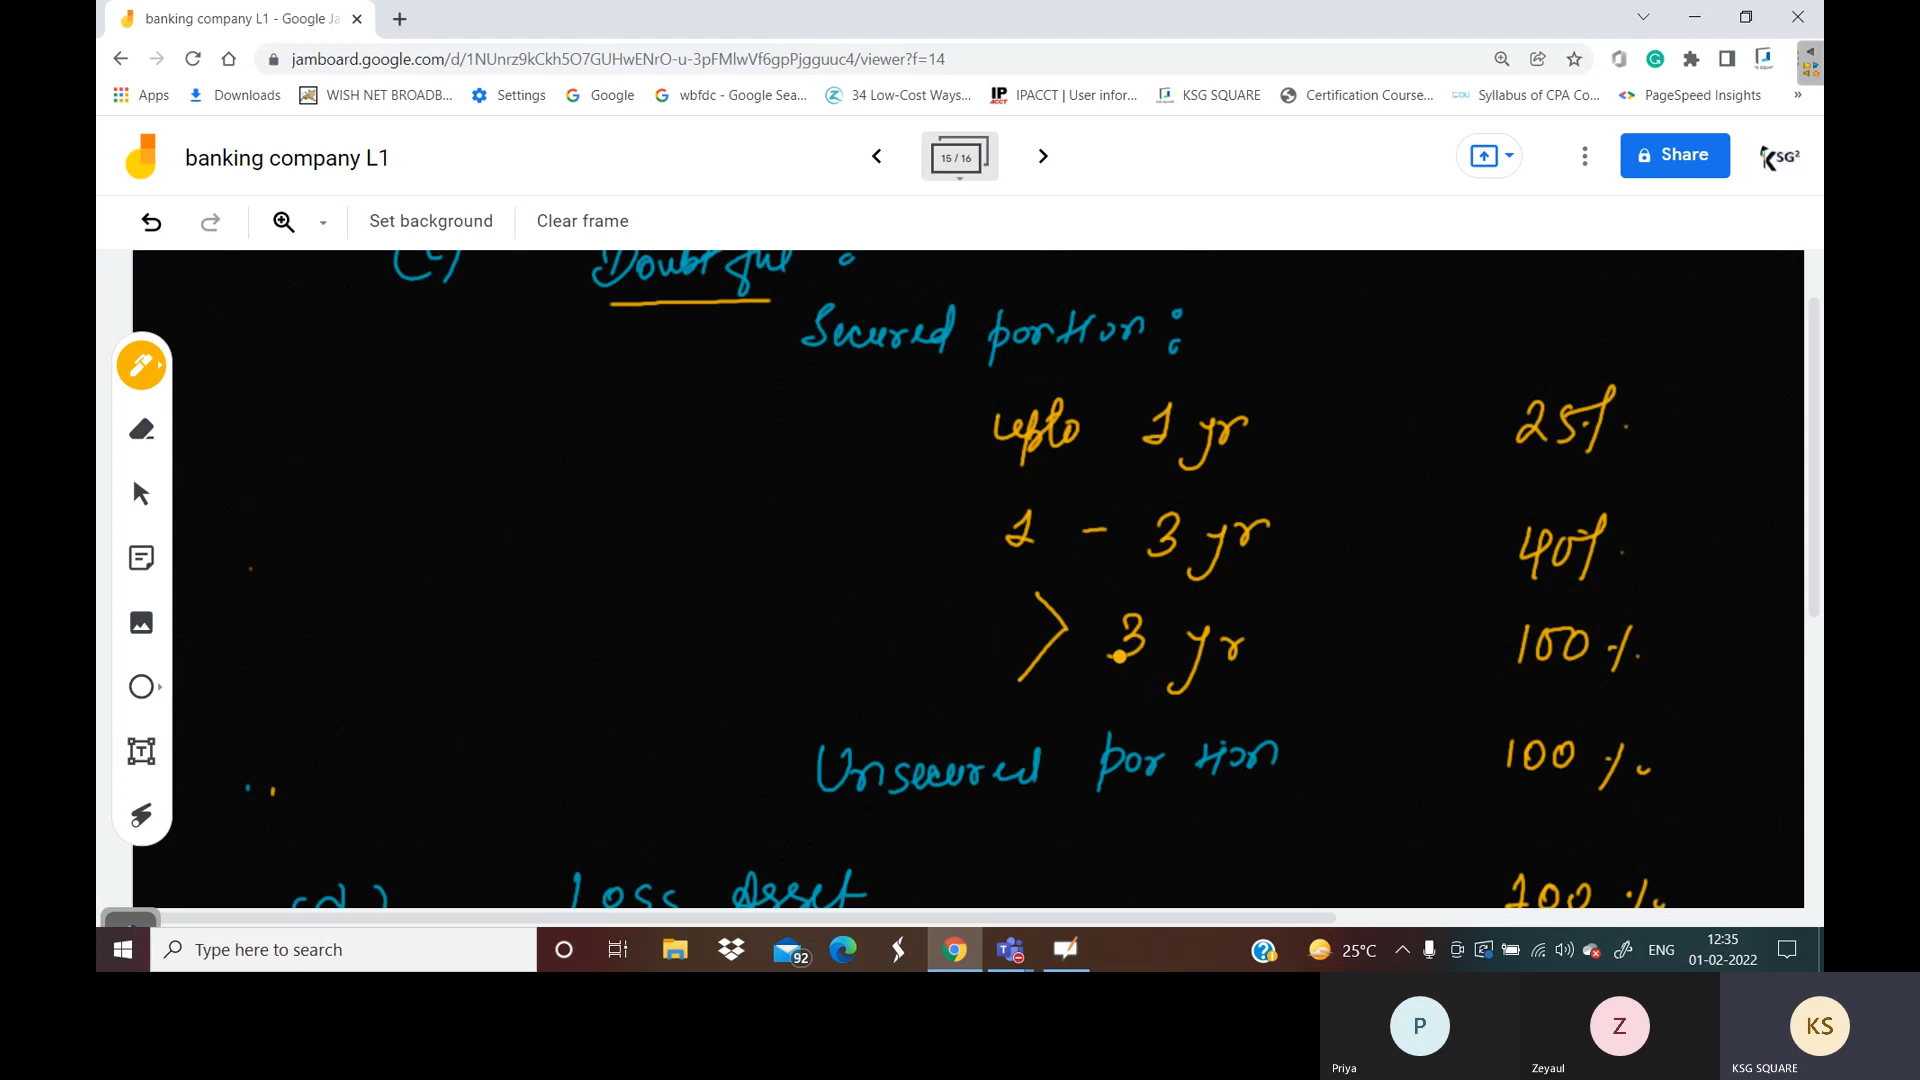 banking company L1 - Google Ja
jamboard.google.com/d/1NUnrz9kCkh5O7GUHwENrO-u-3pFMlwVf6gpPjgguuc4/viewer?f=14
Apps Downloads WISH NET BROADB... Settings Google wbfdc - Google Sea... 34 Low-Cost Ways... IPACCT | User infor... KSG SQUARE Certification Course... Syllabus of CPA Co... PageSpeed Insights »
banking company L1
15 / 16
Share
KSG²
Set background Clear frame
(c) Doubtful :
Secured portion :
upto 1 yr 25%.
1 - 3 yr 40%.
> 3 yr 100%.
Unsecured portion 100%.
(d) Loss Asset 100%.
Type here to search
92
25°C
ENG
12:35
01-02-2022
P Z KS
Priya Zeyaul KSG SQUARE